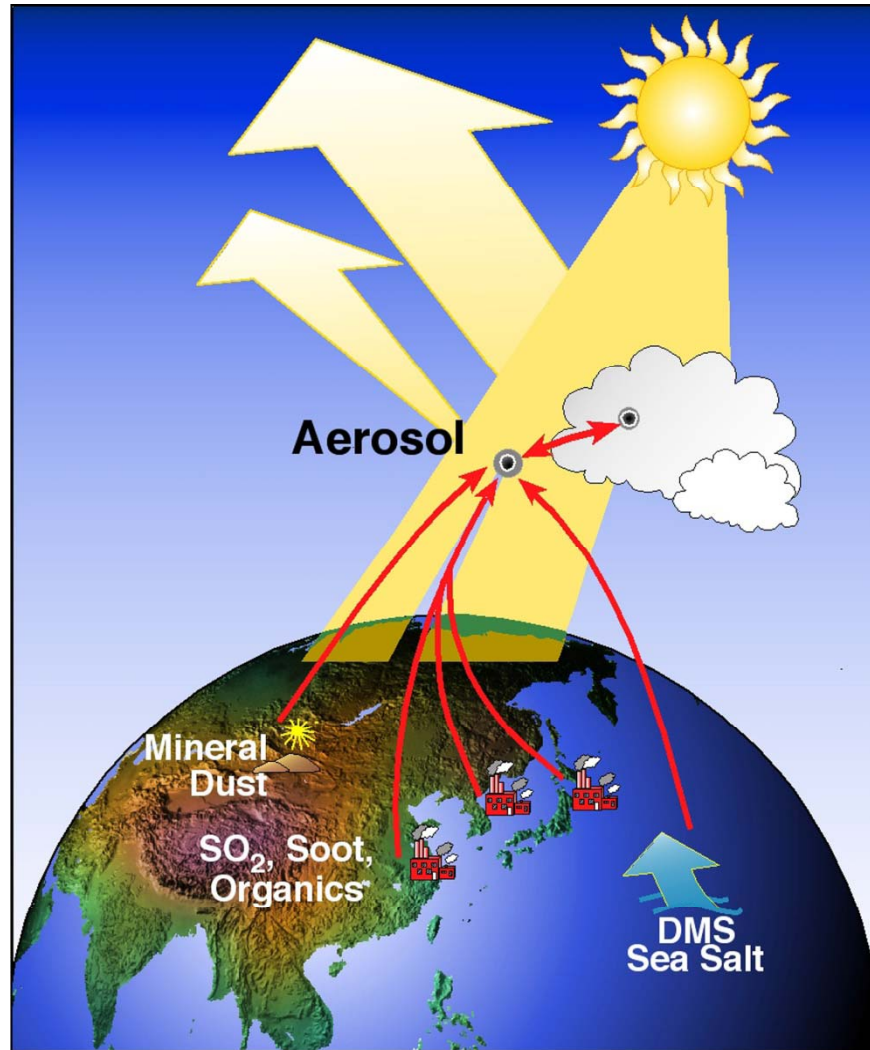 Aerosol
Mineral
Dust
SO₂, Soot,
Organics
DMS
Sea Salt